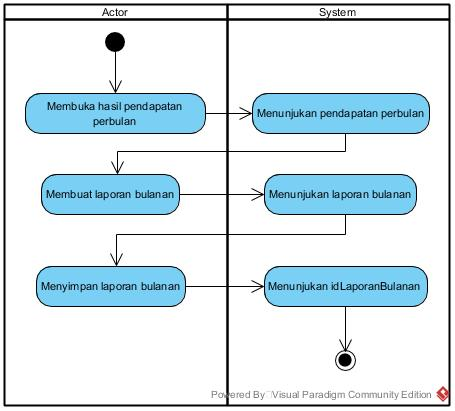 Actor
System
Membuka hasil pendapatan
perbulan
Menunjukan pendapatan perbulan
Membuat laporan bulanan
Menunjukan laporan bulanan
Menyimpan laporan bulanan
Menunjukan idLaporanBulanan
Powered By Visual Paradigm Community Edition